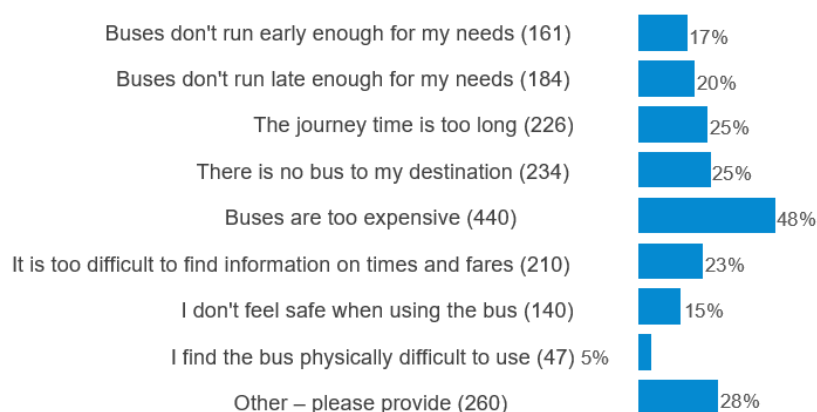 Buses don't run early enough for my needs (161) 17%
Buses don't run late enough for my needs (184) 20%
The journey time is too long (226) 25%
There is no bus to my destination (234) 25%
Buses are too expensive (440) 48%
It is too difficult to find information on times and fares (210) 23%
I don't feel safe when using the bus (140) 15%
I find the bus physically difficult to use (47) 5%
Other – please provide (260) 28%